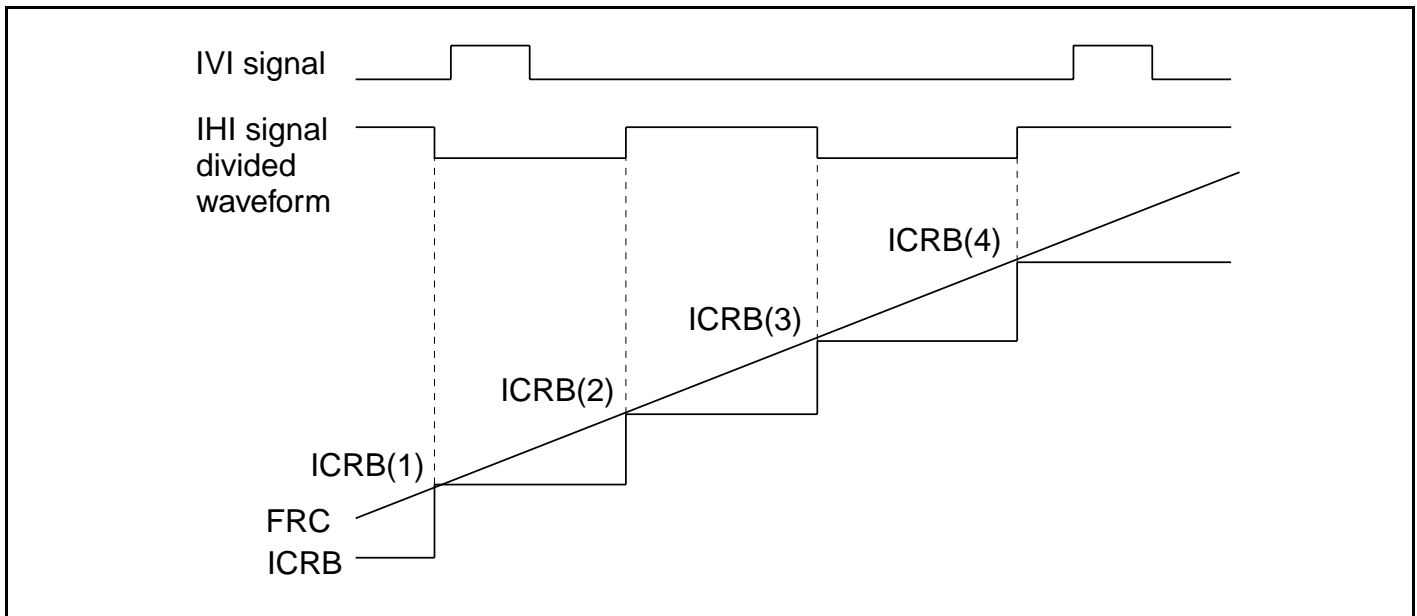 IVI signal
IHI signal
divided
waveform
ICRB(4)
ICRB(3)
ICRB(2)
ICRB(1)
FRC
ICRB